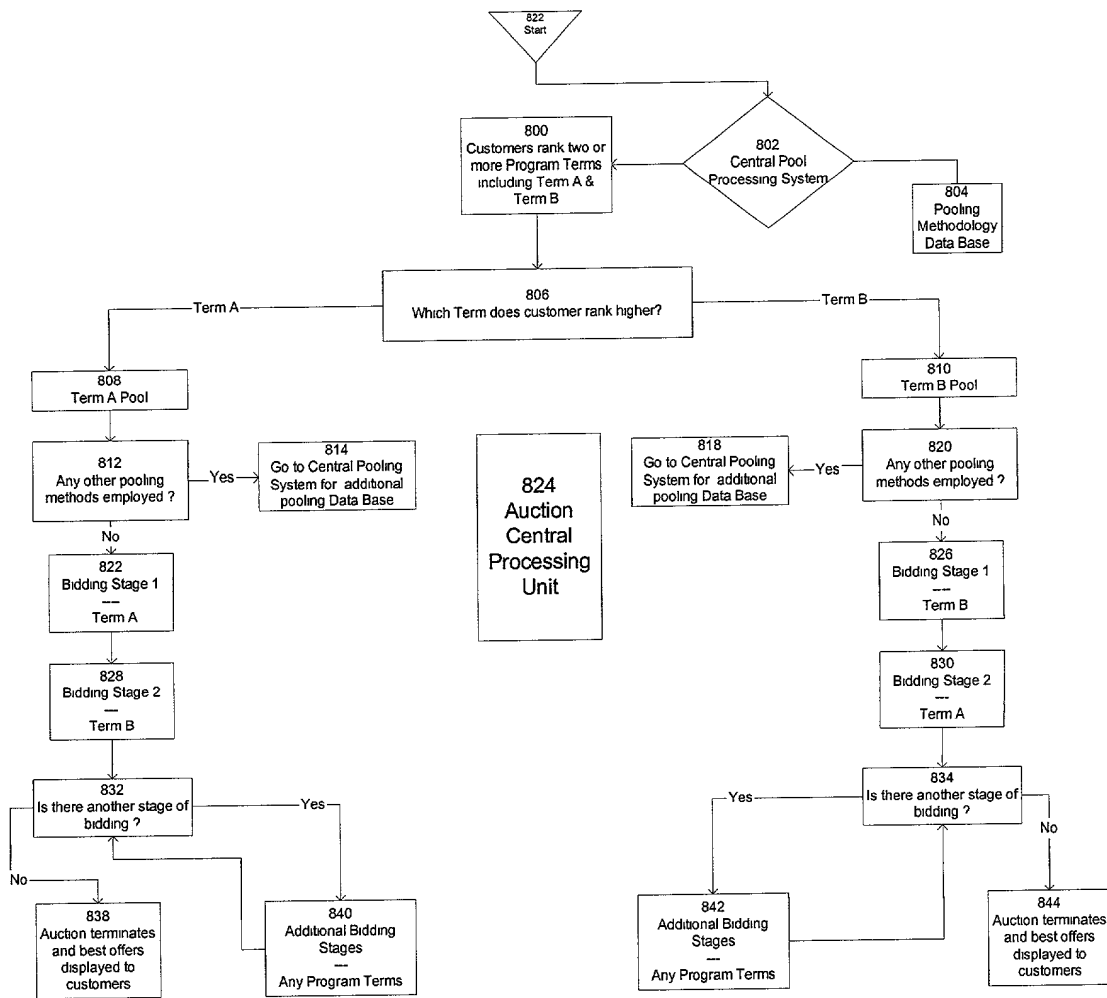 822
Start
800
Customers rank two or
more Program Terms
including Term A &
Term B
802
Central Pool
Processing System
804
Pooling
Methodology
Data Base
806
Which Term does customer rank higher?
Term A
Term B
808
Term A Pool
810
Term B Pool
812
Any other pooling
methods employed ?
Yes
814
Go to Central Pooling
System for additional
pooling Data Base
818
Go to Central Pooling
System for additional
pooling Data Base
Yes
820
Any other pooling
methods employed ?
824
Auction
Central
Processing
Unit
No
No
822
Bidding Stage 1
---
Term A
826
Bidding Stage 1
----
Term B
828
Bidding Stage 2
---
Term B
830
Bidding Stage 2
---
Term A
832
Is there another stage of
bidding ?
Yes
Yes
834
Is there another stage of
bidding ?
No
No
838
Auction terminates
and best offers
displayed to
customers
840
Additional Bidding
Stages
---
Any Program Terms
842
Additional Bidding
Stages
---
Any Program Terms
844
Auction terminates
and best offers
displayed to
customers